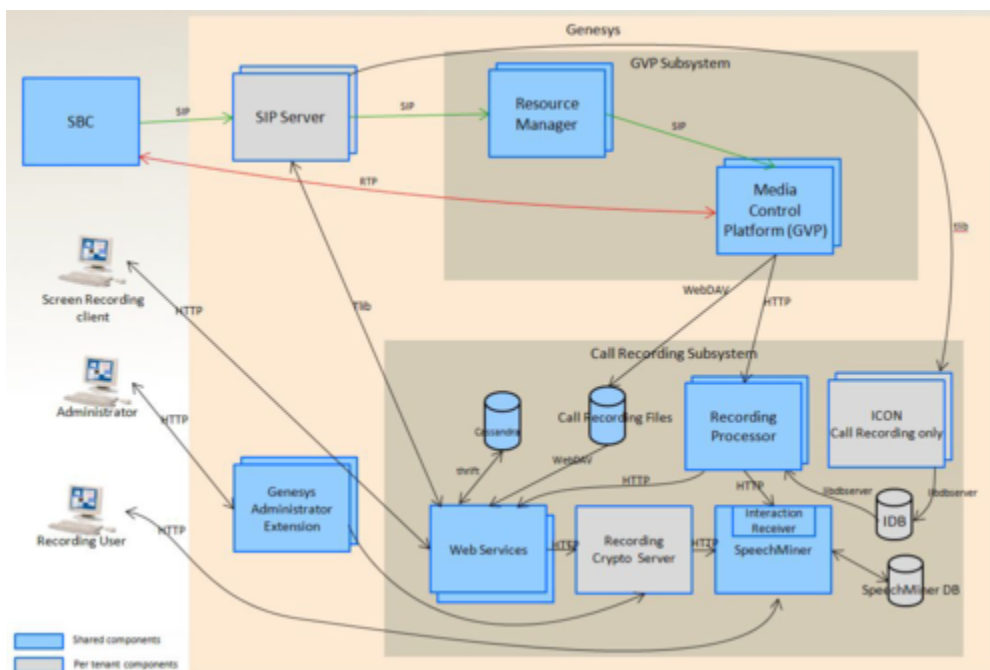 Genesys
GVP Subsystem
SBC
SIP
SIP Server
SIP
Resource
Manager
SIP
RTP
Media
Control
Platform (GVP)
tlib
WebDAV
HTTP
Screen Recording
client
HTTP
Tlib
Call Recording Subsystem
Administrator
HTTP
Cassandra
Call Recording Files
Recording
Processor
ICON
Call Recording only
thrift
WebDAV
HTTP
HTTP
libdbserver
libdbserver
Genesys
Administrator
Extension
Recording User
HTTP
Web Services
HTTP
Recording
Crypto Server
HTTP
Interaction
Receiver
SpeechMiner
IDB
SpeechMiner DB
Shared components
Per tenant components